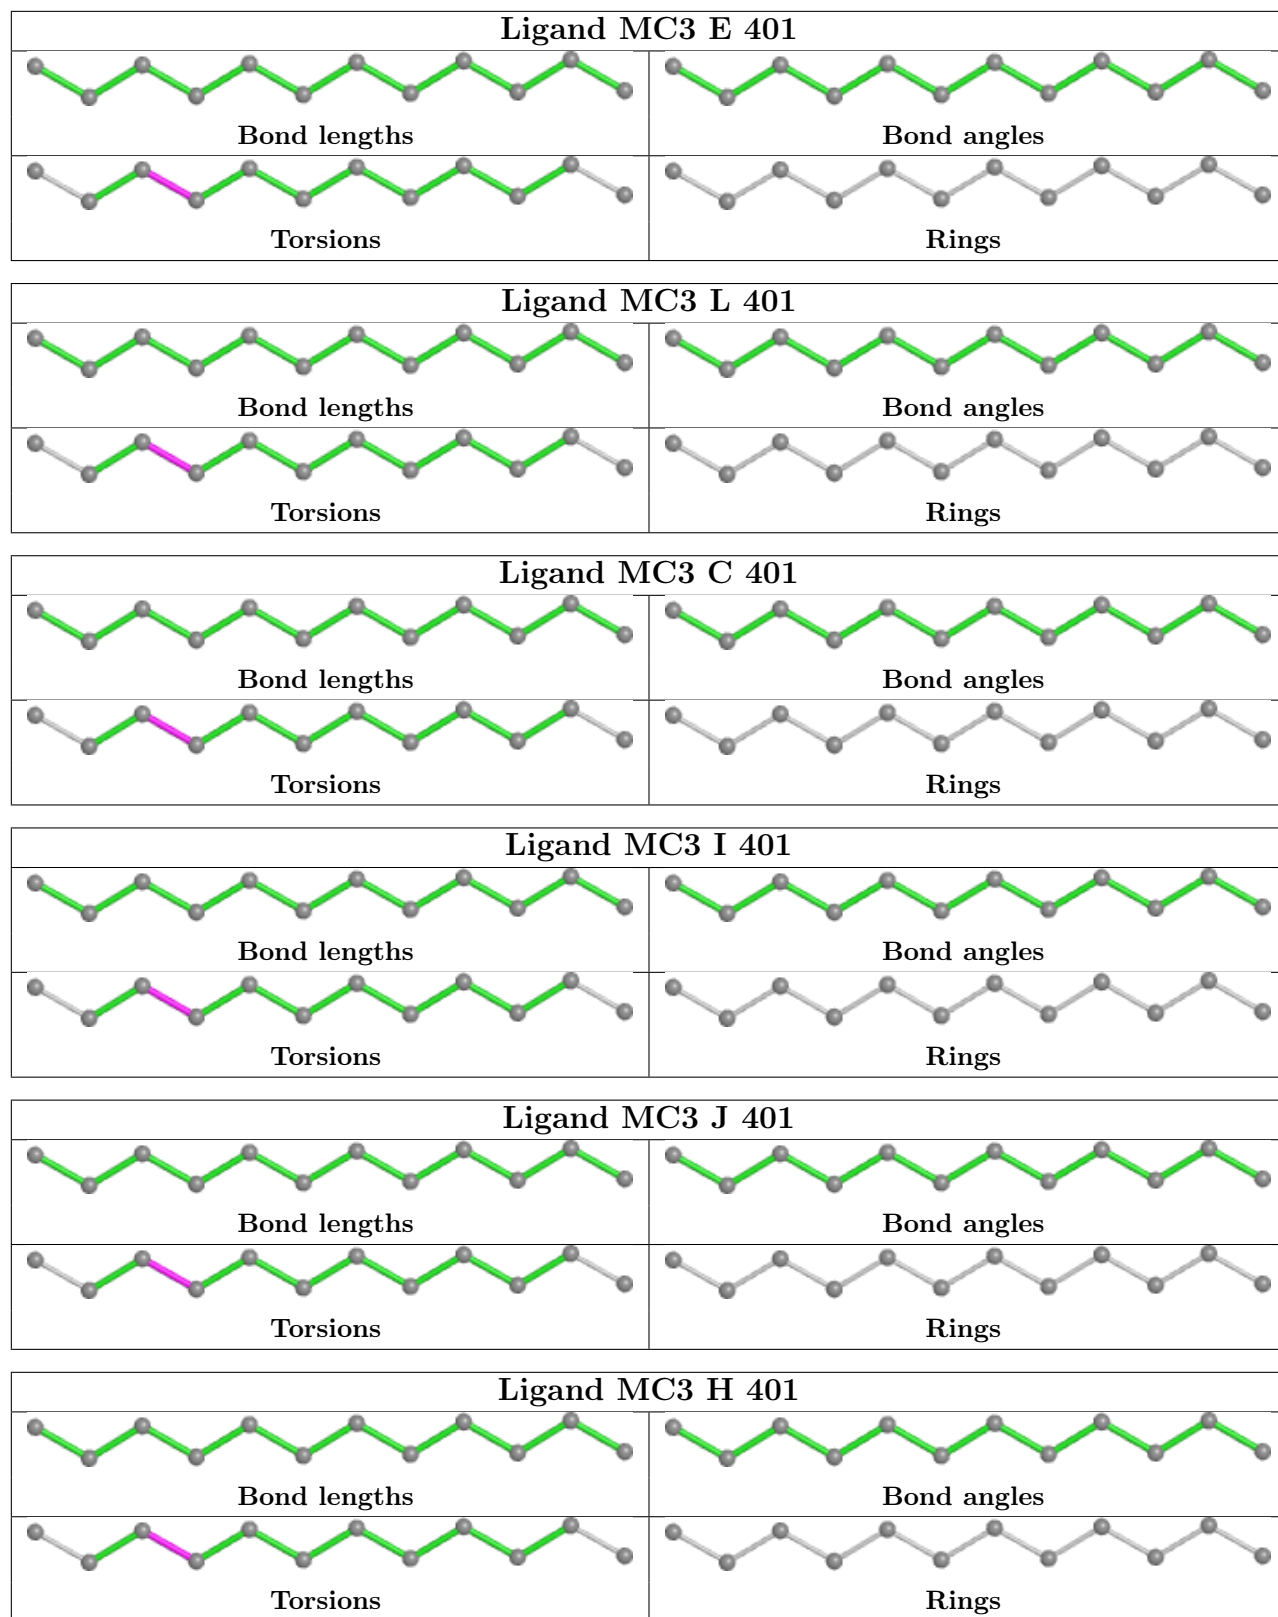 Ligand MC3 E 401
Bond lengths
Bond angles
Torsions
Rings
Ligand MC3 L 401
Bond lengths
Bond angles
Torsions
Rings
Ligand MC3 C 401
Bond lengths
Bond angles
Torsions
Rings
Ligand MC3 I 401
Bond lengths
Bond angles
Torsions
Rings
Ligand MC3 J 401
Bond lengths
Bond angles
Torsions
Rings
Ligand MC3 H 401
Bond lengths
Bond angles
Torsions
Rings